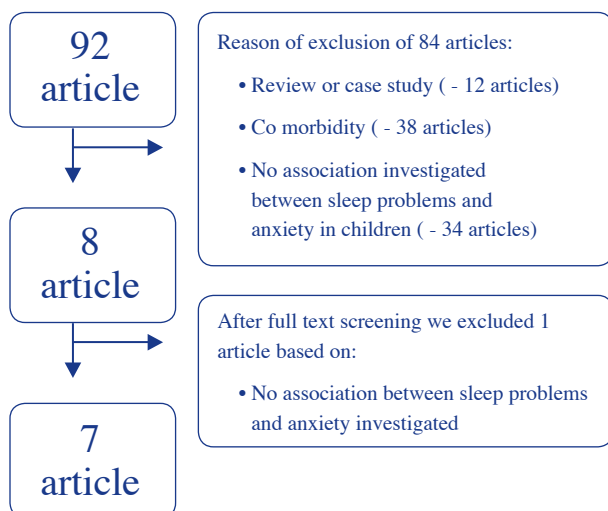 92
article
Reason of exclusion of 84 articles:
• Review or case study ( - 12 articles)
• Co morbidity ( - 38 articles)
• No association investigated
between sleep problems and
anxiety in children ( - 34 articles)
8
article
After full text screening we excluded 1
article based on:
• No association between sleep problems
and anxiety investigated
7
article